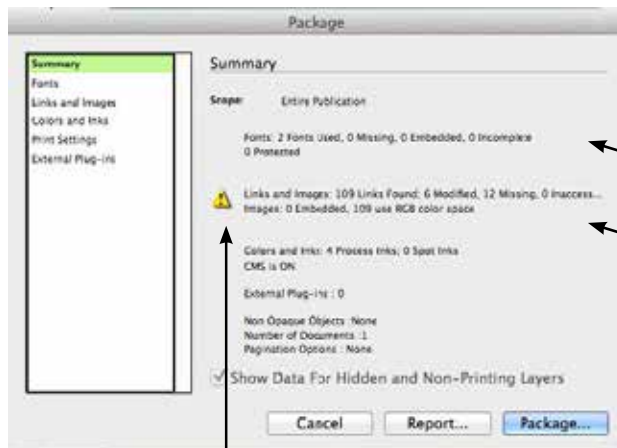 Package
Summary
Fonts
Links and Images
Colors and Inks
Print Settings
External Plug-ins
Summary
Scope: Entire Publication
Fonts: 2 Fonts Used, 0 Missing, 0 Embedded, 0 Incomplete
0 Protected
Links and Images: 109 Links Found; 6 Modified, 12 Missing, 0 Inaccess...
Images: 0 Embedded, 109 use RGB color space
Colors and Inks: 4 Process Inks; 0 Spot Inks
CMS is ON
External Plug-ins : 0
Non Opaque Objects :None
Number of Documents :1
Pagination Options : None
Show Data For Hidden and Non-Printing Layers
Cancel Report... Package...